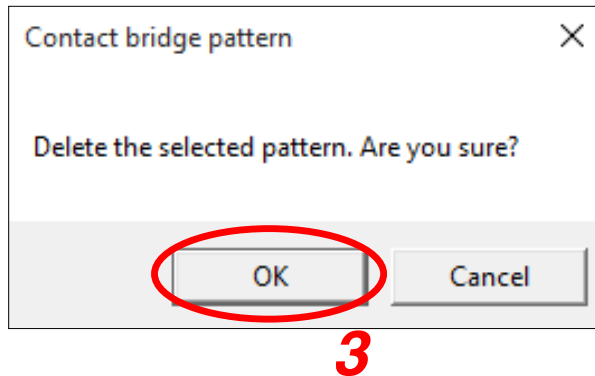 Contact bridge pattern
Delete the selected pattern. Are you sure?
OK Cancel
3